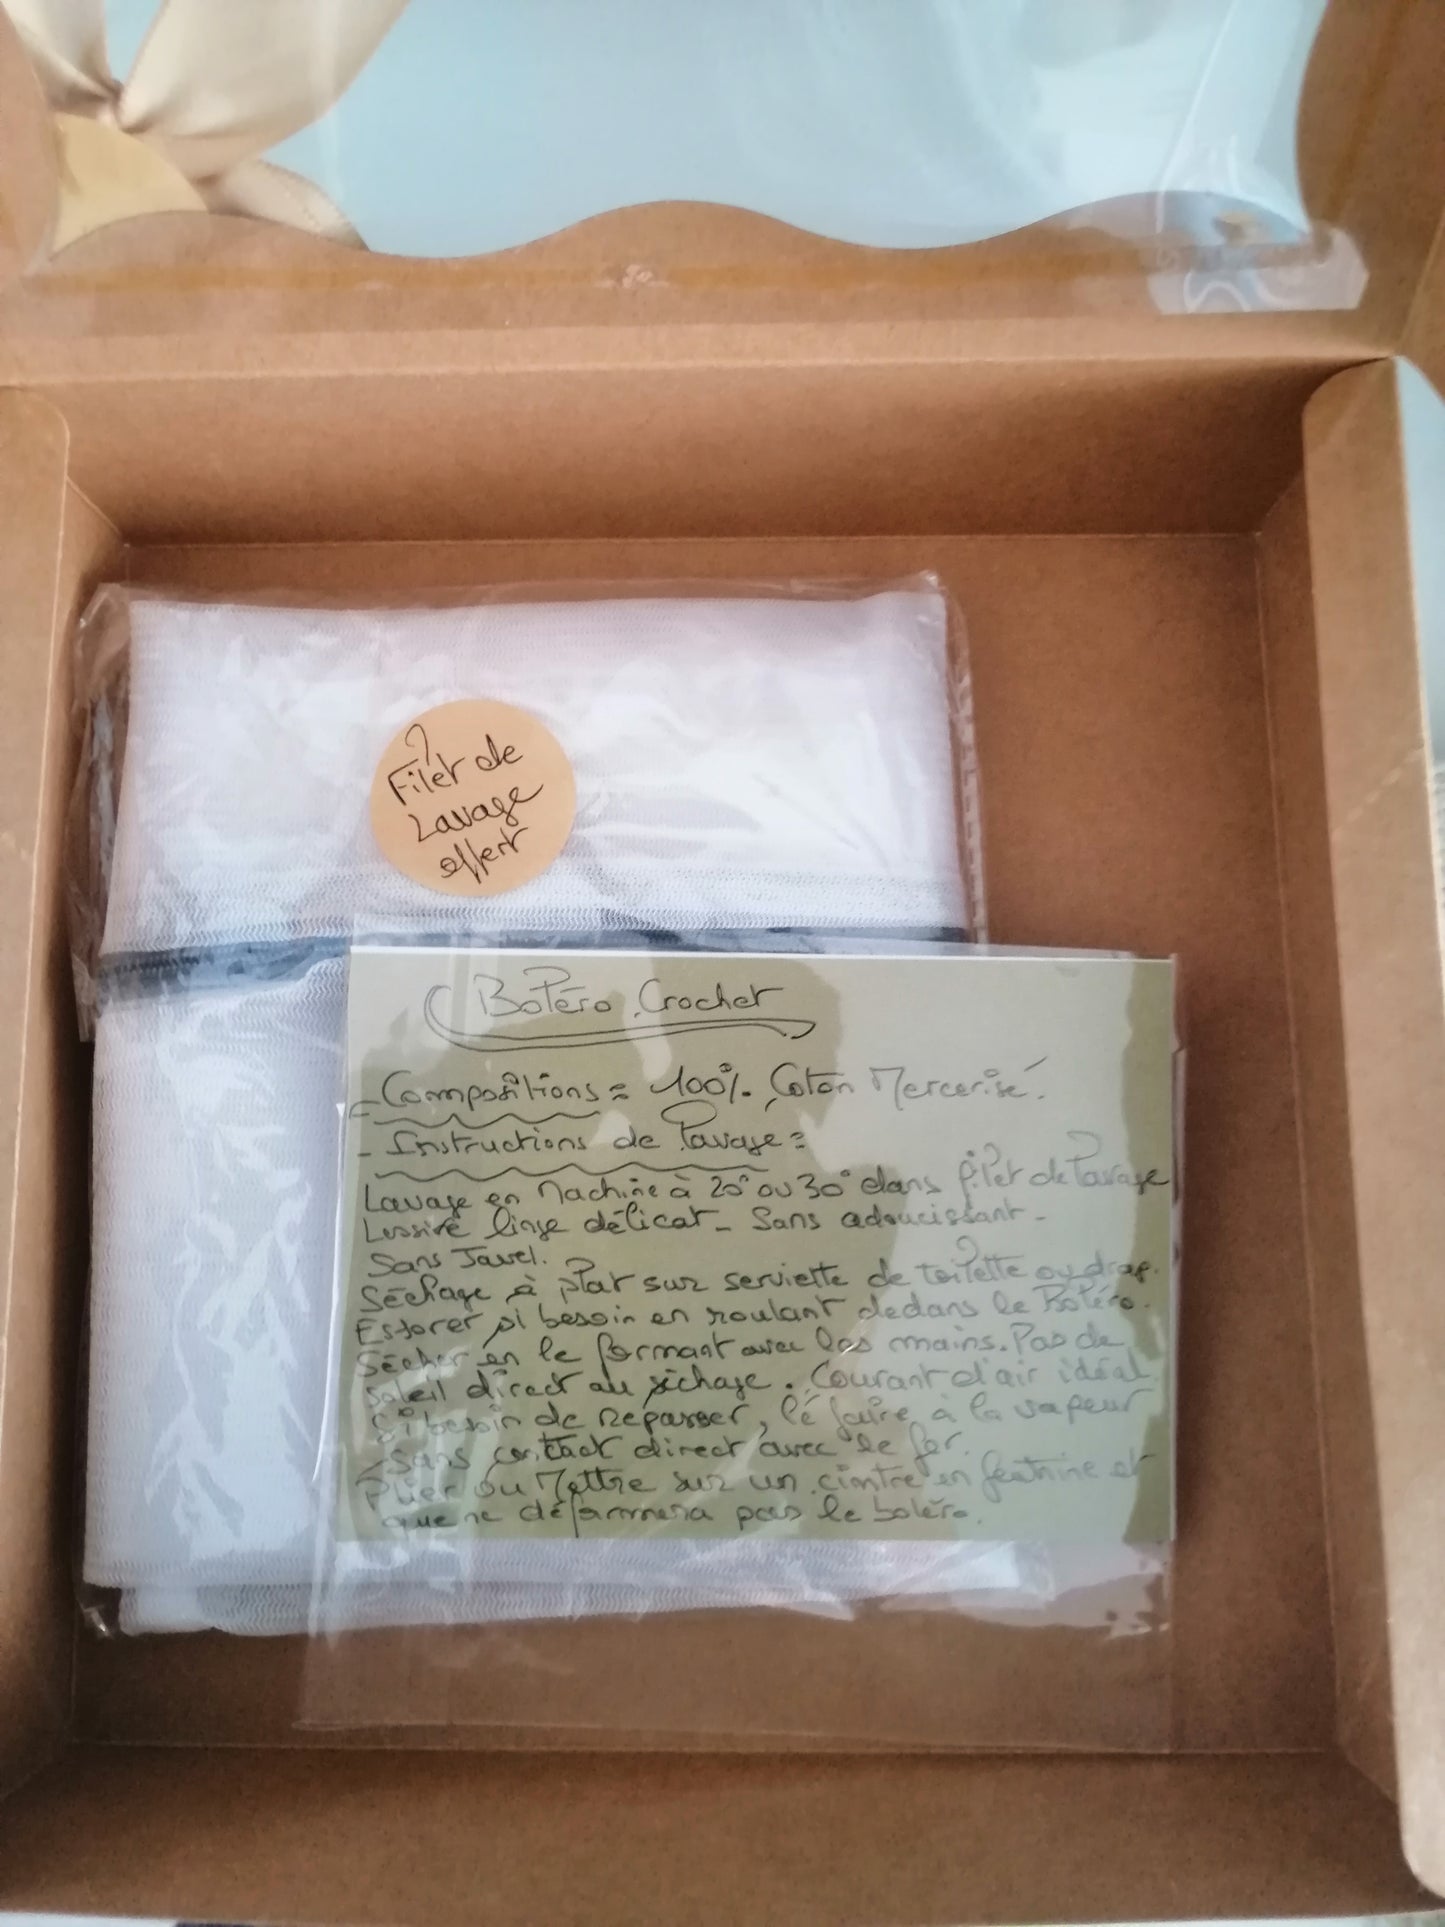 Filet de
Lavage
offert
Boléro Crochet
- Compositions = 100% Coton Mercerisé.
- Instructions de lavage =
Lavage en Machine à 20° ou 30° dans filet de lavage
Lessive linge délicat - Sans adoucissant -
Sans Javel.
Séchage à plat sur serviette de toilette ou drap.
Essorer si besoin en roulant dedans le Boléro.
Sécher en le formant avec les mains. Pas de
soleil direct au séchage. Courant d'air idéal.
Si besoin de repasser, le faire à la vapeur
sans contact direct avec le fer.
Plier ou Mettre sur un cintre en feutrine et
que ne déformera pas le boléro.